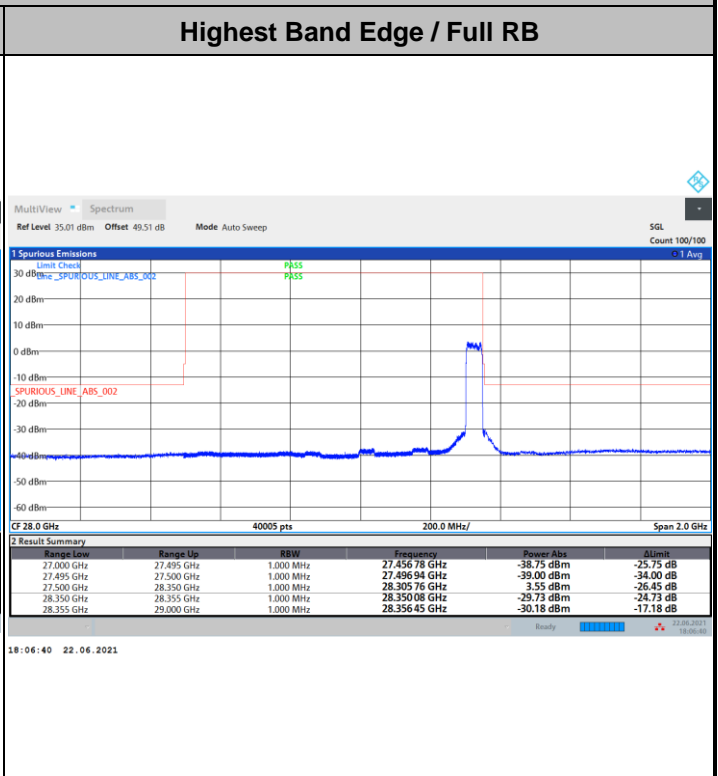 Highest Band Edge / Full RB
MultiView Spectrum
Ref Level 35.01 dBm Offset 49.51 dB Mode Auto Sweep SGL
Count 100/100
1 Spurious Emissions 1 Avg
Limit Check PASS
30 dBm Line _SPURIOUS_LINE_ABS_002 PASS
20 dBm
10 dBm
0 dBm
-10 dBm
_SPURIOUS_LINE_ABS_002
-20 dBm
-30 dBm
-40 dBm
-50 dBm
-60 dBm
CF 28.0 GHz 40005 pts 200.0 MHz/ Span 2.0 GHz
2 Result Summary
Range Low Range Up RBW Frequency Power Abs ΔLimit
27.000 GHz 27.495 GHz 1.000 MHz 27.456 78 GHz -38.75 dBm -25.75 dB
27.495 GHz 27.500 GHz 1.000 MHz 27.496 94 GHz -39.00 dBm -34.00 dB
27.500 GHz 28.350 GHz 1.000 MHz 28.305 76 GHz 3.55 dBm -26.45 dB
28.350 GHz 28.355 GHz 1.000 MHz 28.350 08 GHz -29.73 dBm -24.73 dB
28.355 GHz 29.000 GHz 1.000 MHz 28.356 45 GHz -30.18 dBm -17.18 dB
Ready 22.06.2021
18:06:40
18:06:40 22.06.2021